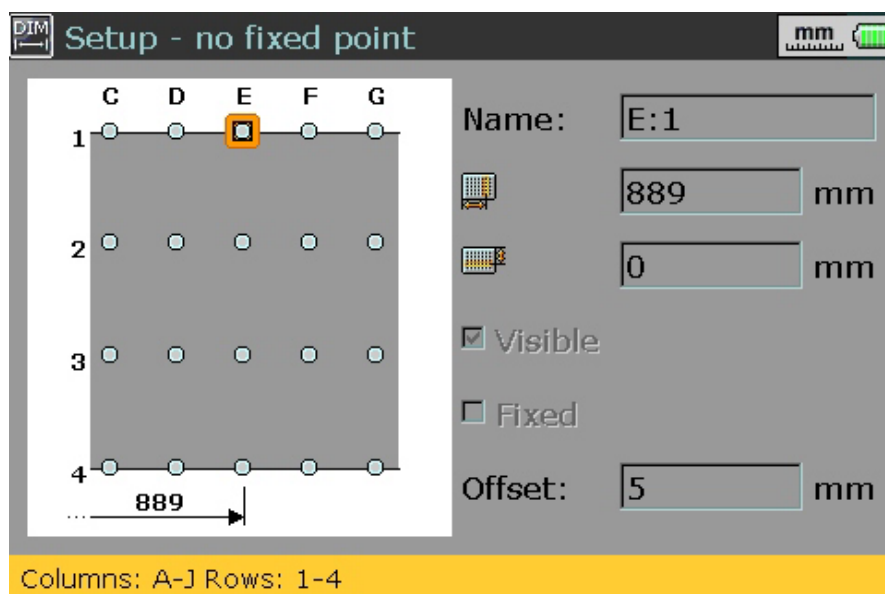 DIM Setup - no fixed point mm
C D E F G
Name: E:1
1
889 mm
2
0 mm
3
Visible
Fixed
4
Offset: 5 mm
... 889
Columns: A-J Rows: 1-4